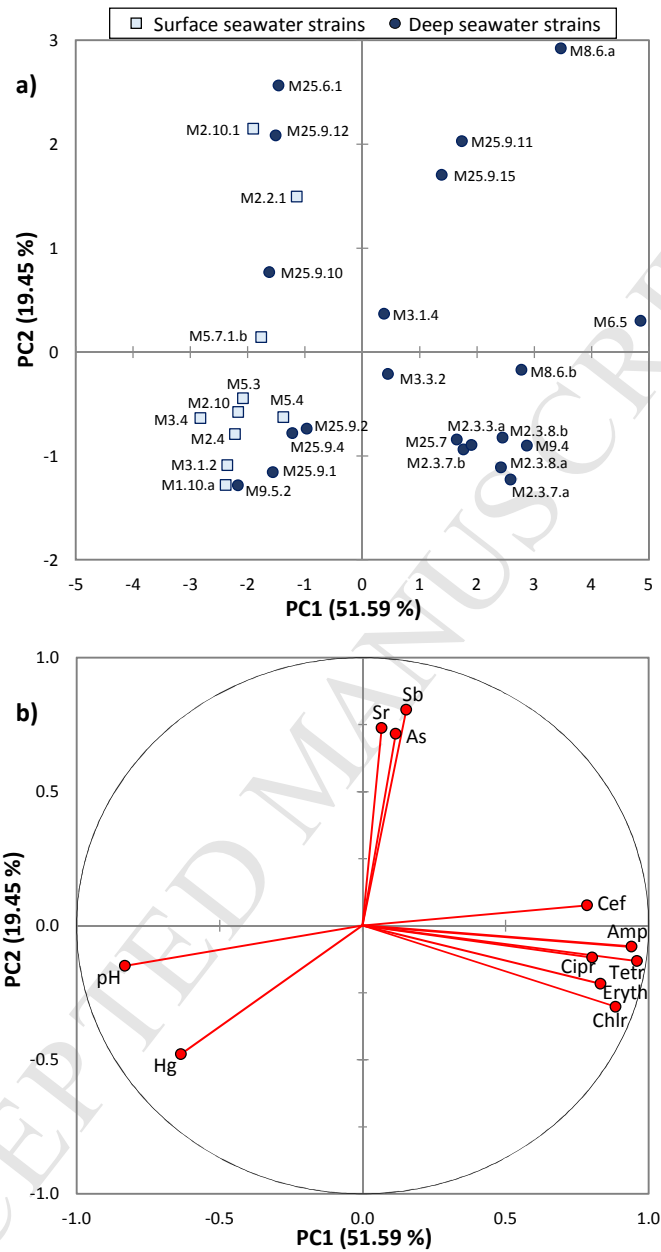 Surface seawater strains Deep seawater strains
a)
3
2
1
0
-1
-2
PC2 (19.45 %)
M8.6.a
M25.6.1
M2.10.1
M25.9.12
M25.9.11
M25.9.15
M2.2.1
M25.9.10
M3.1.4
M6.5
M5.7.1.b
M3.3.2
M8.6.b
M5.3
M2.10
M5.4
M3.4
M25.9.2
M2.4
M25.9.4
M2.3.3.a
M2.3.8.b
M25.7
M9.4
M2.3.7.b
M2.3.8.a
M3.1.2
M25.9.1
M1.10.a
M9.5.2
M2.3.7.a
-5 -4 -3 -2 -1 0 1 2 3 4 5
PC1 (51.59 %)
b)
1.0
0.5
0.0
-0.5
-1.0
PC2 (19.45 %)
Sb
Sr
As
Cef
Amp
Cipr
Tetr
Eryth
Chlr
pH
Hg
-1.0 -0.5 0.0 0.5 1.0
PC1 (51.59 %)
CEPTED MANUSCRIPT